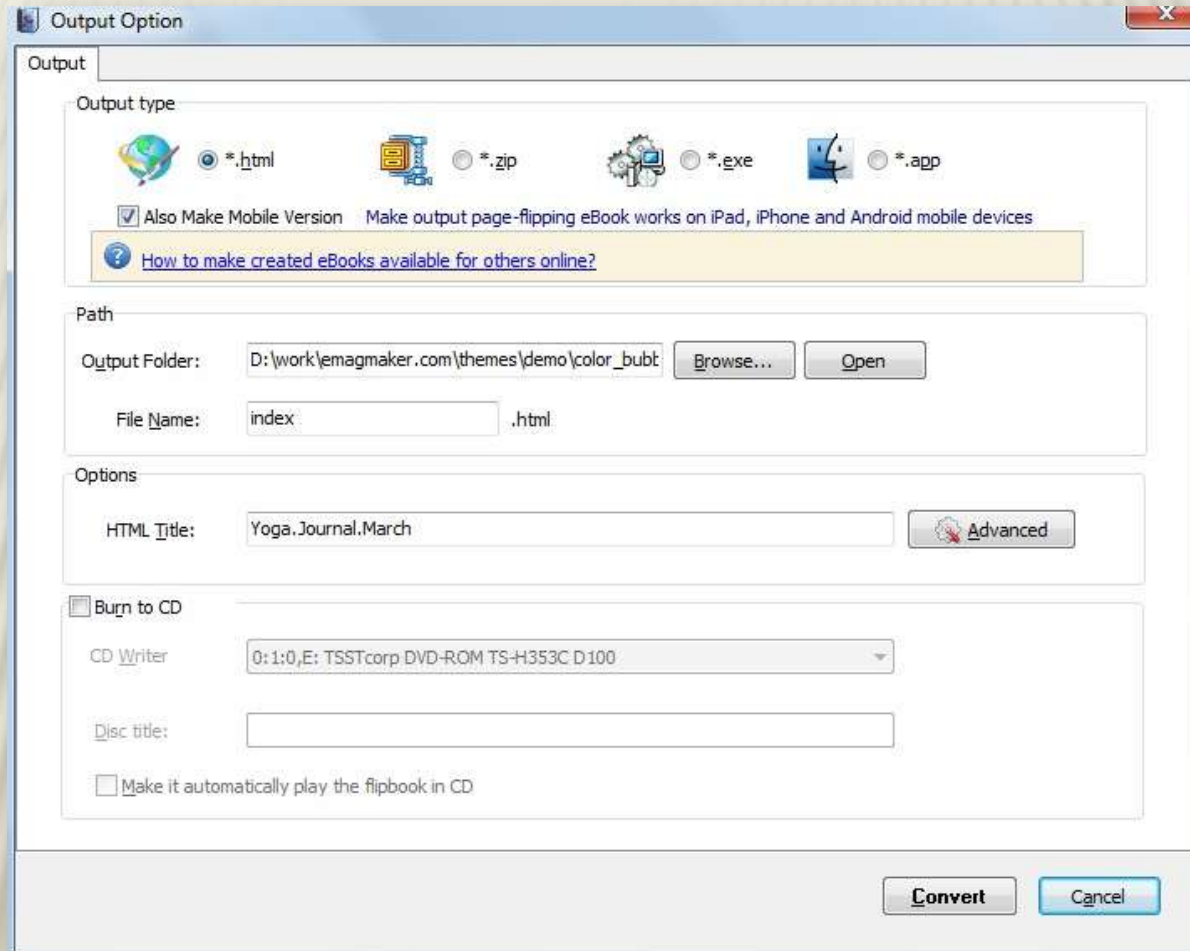 Output Option
Output
Output type
*.html *.zip *.exe *.app
Also Make Mobile Version Make output page-flipping eBook works on iPad, iPhone and Android mobile devices
How to make created eBooks available for others online?
Path
Output Folder: D:\work\emagmaker.com\themes\demo\color_bubb Browse... Open
File Name: index .html
Options
HTML Title: Yoga.Journal.March Advanced
Burn to CD
CD Writer 0:1:0,E: TSSTcorp DVD-ROM TS-H353C D100
Disc title:
Make it automatically play the flipbook in CD
Convert Cancel